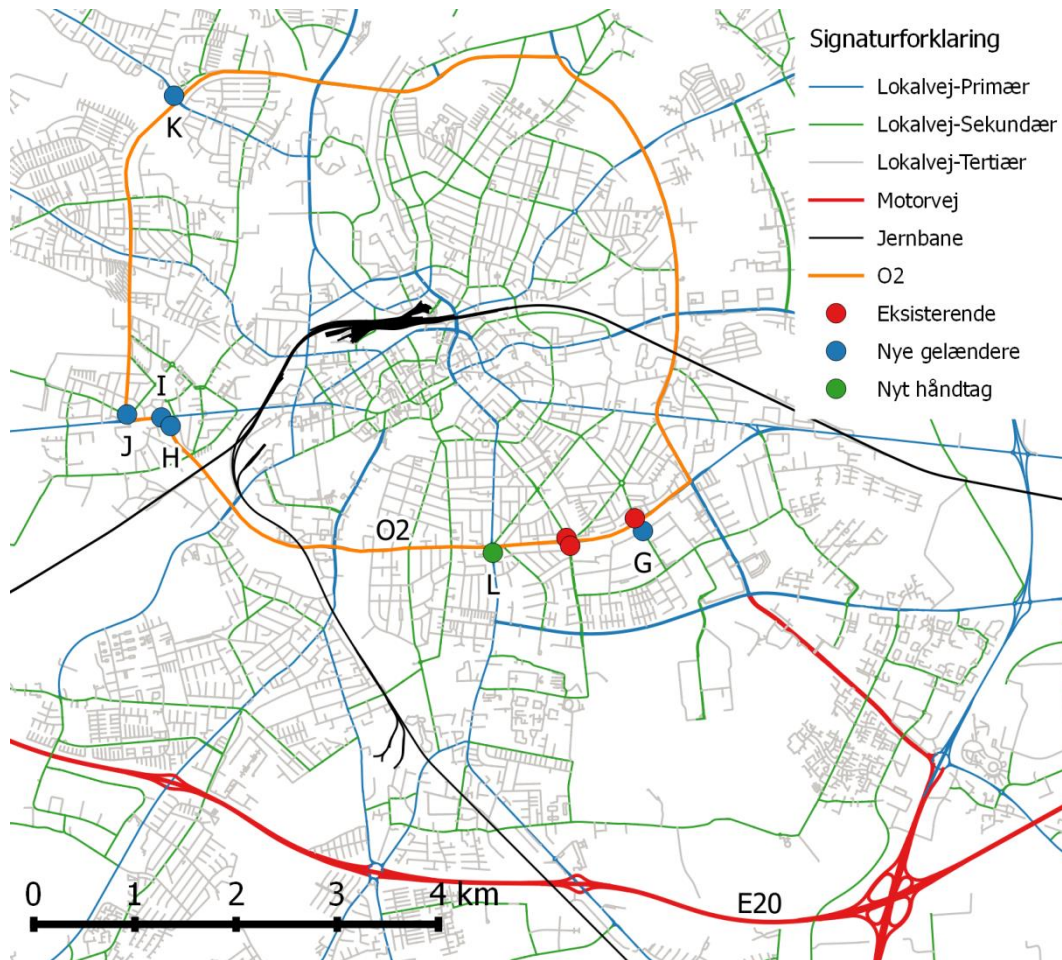 Signaturforklaring
Lokalvej-Primær
Lokalvej-Sekundær
Lokalvej-Tertiær
Motorvej
Jernbane
O2
Eksisterende
Nye gelændere
Nyt håndtag
K
I
J
H
O2
L
G
E20
0 1 2 3 4 km